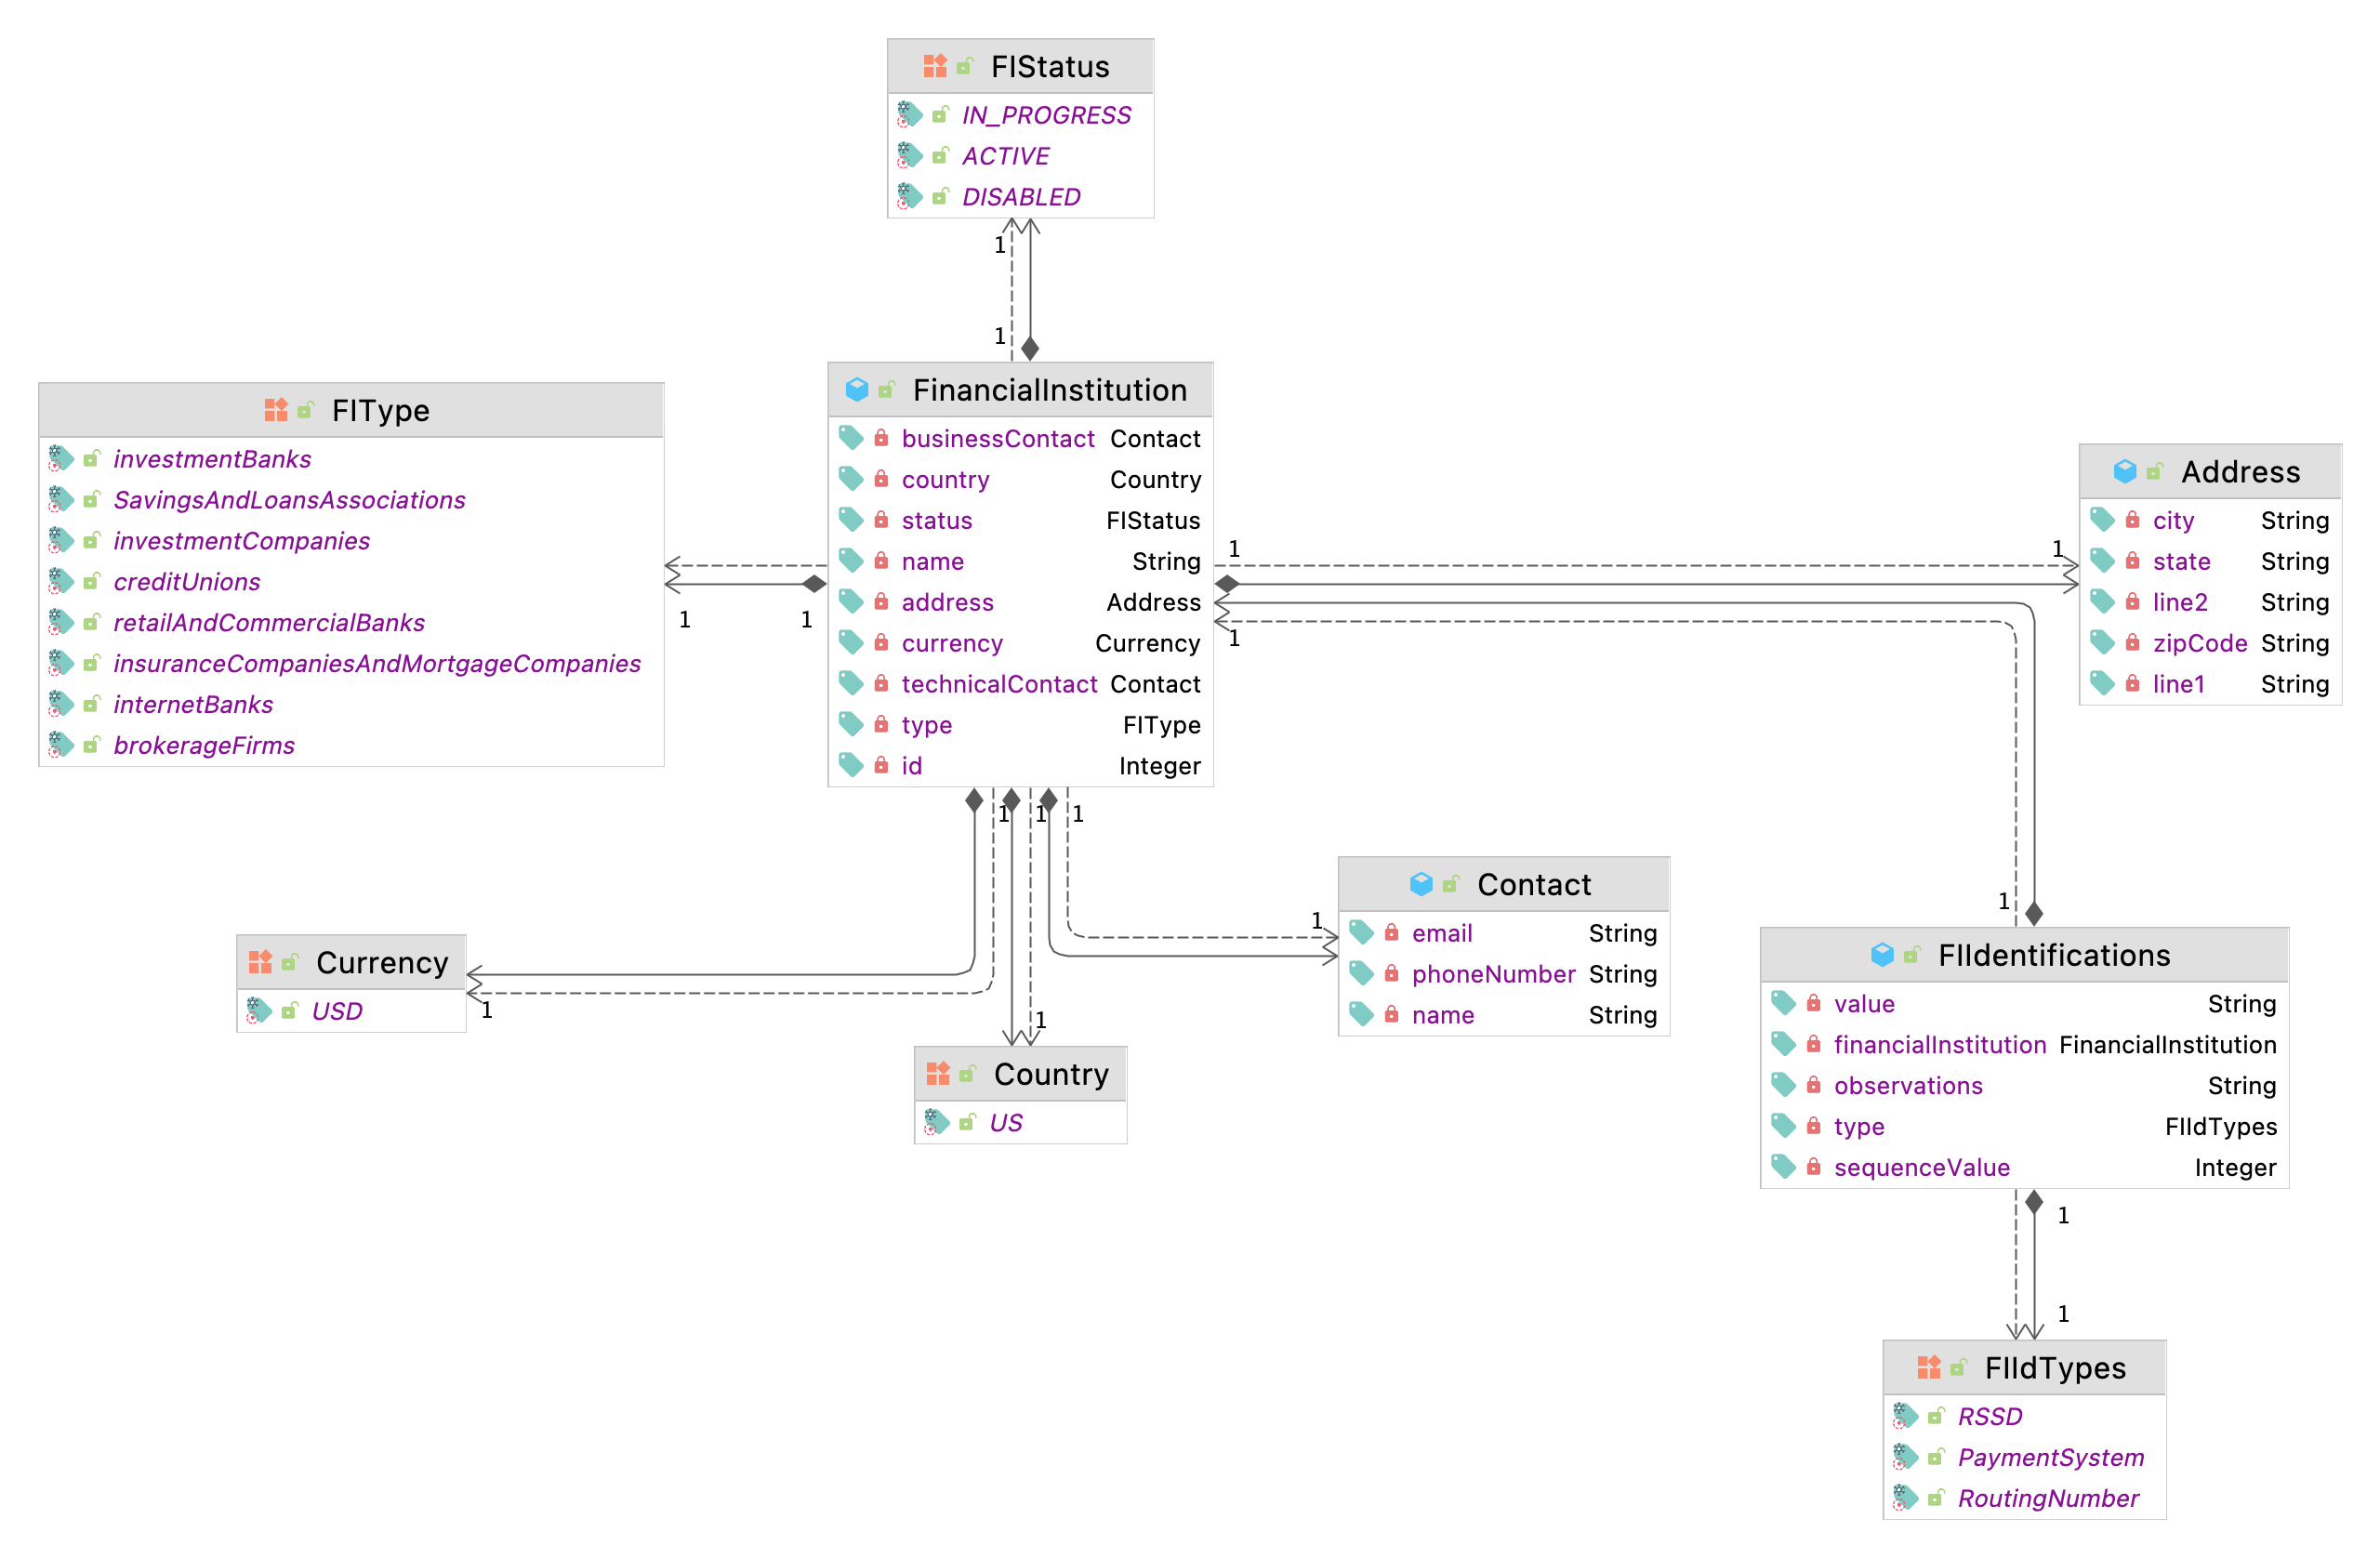 FIStatus
IN_PROGRESS
ACTIVE
DISABLED
1
1
FIType
investmentBanks
SavingsAndLoansAssociations
investmentCompanies
creditUnions
retailAndCommercialBanks
insuranceCompaniesAndMortgageCompanies
internetBanks
brokerageFirms
1 1
FinancialInstitution
businessContact Contact
country Country
status FIStatus
name String
address Address
currency Currency
technicalContact Contact
type FIType
id Integer
1 1
1
Address
city String
state String
line2 String
zipCode String
line1 String
1 1 1
1
Contact
email String
phoneNumber String
name String
Currency
USD
1
1
Country
US
1
FIIdentifications
value String
financialInstitution FinancialInstitution
observations String
type FIIdTypes
sequenceValue Integer
1
1
FIIdTypes
RSSD
PaymentSystem
RoutingNumber